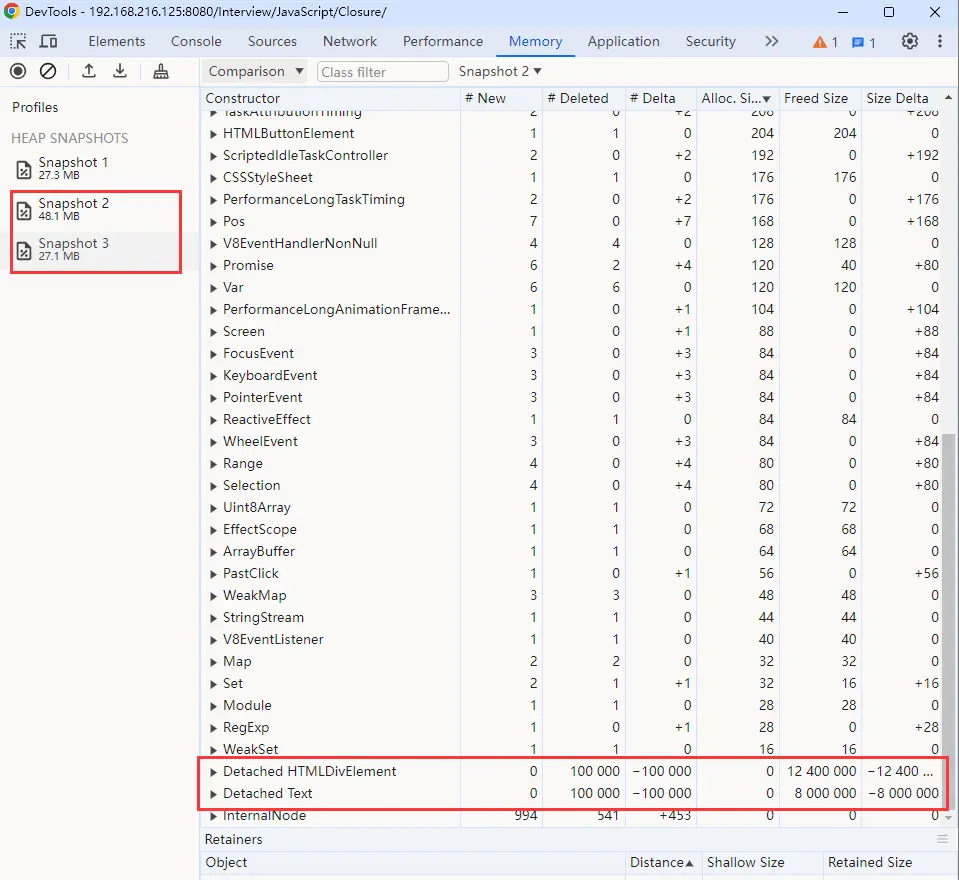 DevTools - 192.168.216.125:8080/Interview/JavaScript/Closure/
Elements Console Sources Network Performance Memory Application Security 1 1
Comparison Class filter Snapshot 2
Profiles
HEAP SNAPSHOTS
Snapshot 1
27.3 MB
Snapshot 2
48.1 MB
Snapshot 3
27.1 MB
Constructor # New # Deleted # Delta Alloc. Si... Freed Size Size Delta
TaskAttributionTiming 2 0 +2 208 0 +208
HTMLButtonElement 1 1 0 204 204 0
ScriptedIdleTaskController 2 0 +2 192 0 +192
CSSStyleSheet 1 1 0 176 176 0
PerformanceLongTaskTiming 2 0 +2 176 0 +176
Pos 7 0 +7 168 0 +168
V8EventHandlerNonNull 4 4 0 128 128 0
Promise 6 2 +4 120 40 +80
Var 6 6 0 120 120 0
PerformanceLongAnimationFrame... 1 0 +1 104 0 +104
Screen 1 0 +1 88 0 +88
FocusEvent 3 0 +3 84 0 +84
KeyboardEvent 3 0 +3 84 0 +84
PointerEvent 3 0 +3 84 0 +84
ReactiveEffect 1 1 0 84 84 0
WheelEvent 3 0 +3 84 0 +84
Range 4 0 +4 80 0 +80
Selection 4 0 +4 80 0 +80
Uint8Array 1 1 0 72 72 0
EffectScope 1 1 0 68 68 0
ArrayBuffer 1 1 0 64 64 0
PastClick 1 0 +1 56 0 +56
WeakMap 3 3 0 48 48 0
StringStream 1 1 0 44 44 0
V8EventListener 1 1 0 40 40 0
Map 2 2 0 32 32 0
Set 2 1 +1 32 16 +16
Module 1 1 0 28 28 0
RegExp 1 0 +1 28 0 +28
WeakSet 1 1 0 16 16 0
Detached HTMLDivElement 0 100 000 −100 000 0 12 400 000 −12 400 ...
Detached Text 0 100 000 −100 000 0 8 000 000 −8 000 000
InternalNode 994 541 +453 0 0 0
Retainers
Object Distance Shallow Size Retained Size